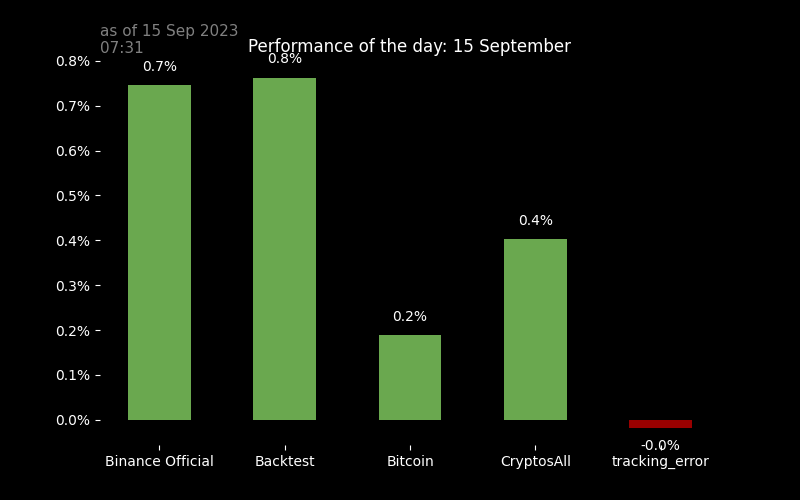 as of 15 Sep 2023
07:31
Performance of the day: 15 September
0.8%
0.7%
0.6%
0.5%
0.4%
0.3%
0.2%
0.1%
0.0%
0.7%
0.8%
0.2%
0.4%
-0.0%
Binance Official
Backtest
Bitcoin
CryptosAll
tracking_error